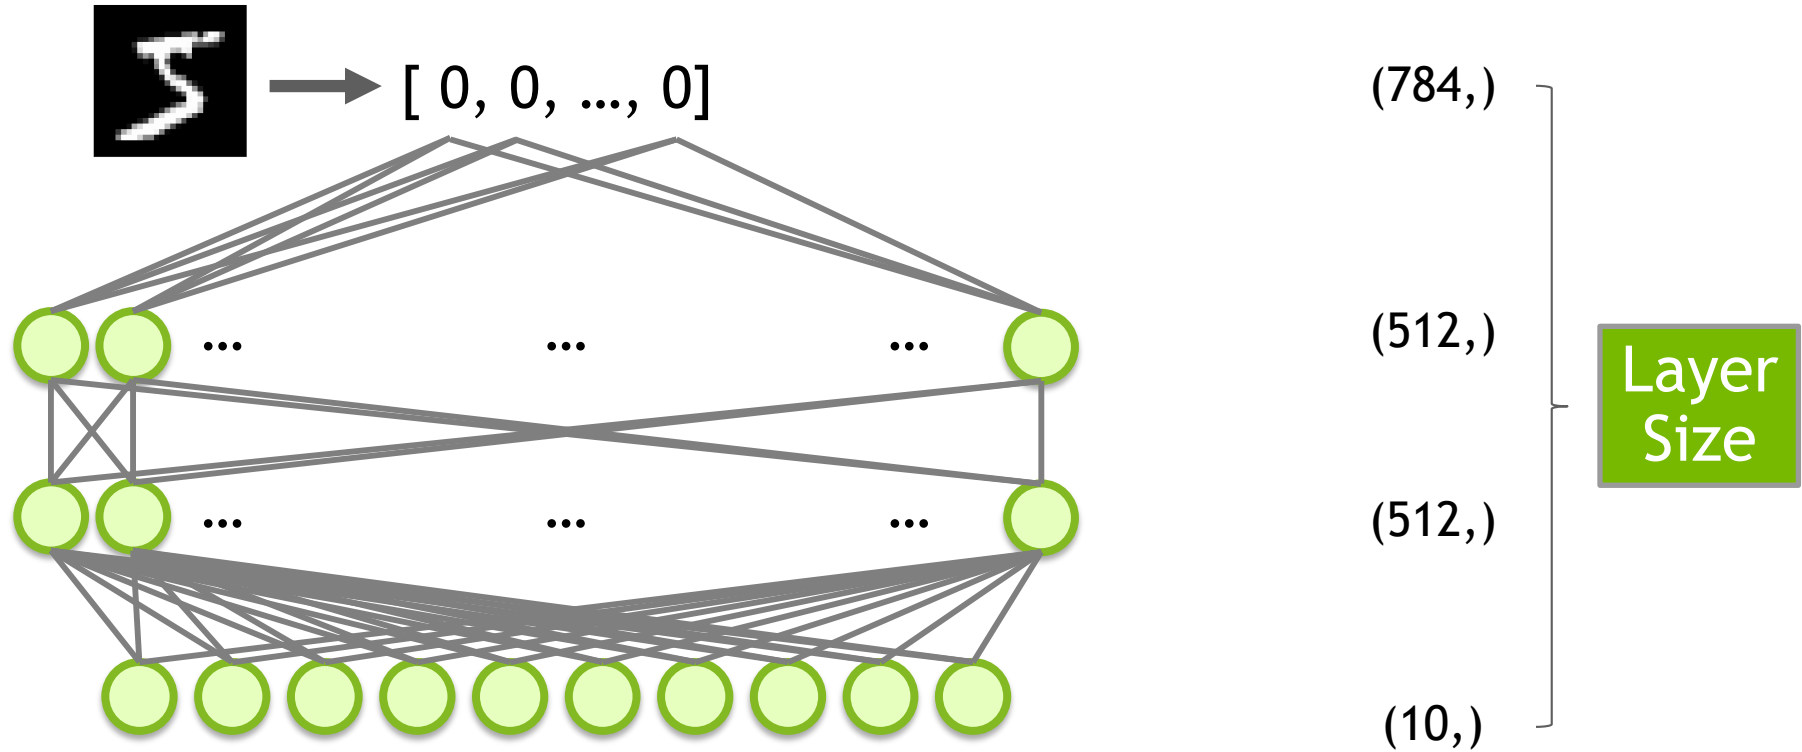 [ 0, 0, ..., 0]
(784,)
... ... ...
(512,)
Layer
Size
... ... ...
(512,)
(10,)